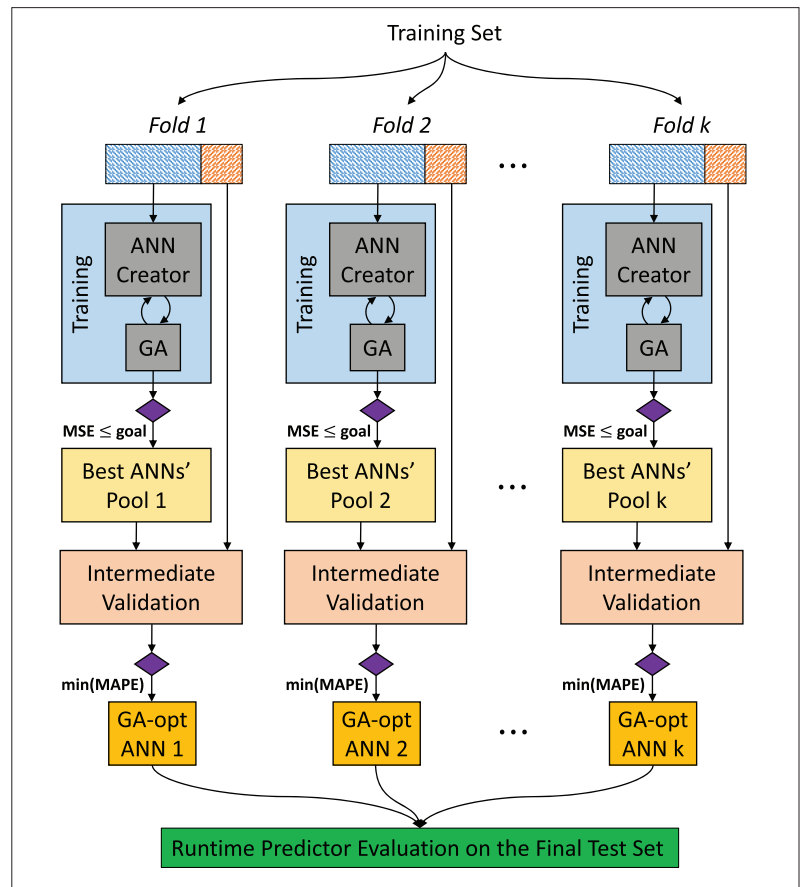 Training Set
Fold 1
Fold 2
Fold k
...
Training
ANN
Creator
GA
Training
ANN
Creator
GA
Training
ANN
Creator
GA
MSE ≤ goal
MSE ≤ goal
MSE ≤ goal
Best ANNs'
Pool 1
Best ANNs'
Pool 2
...
Best ANNs'
Pool k
Intermediate
Validation
Intermediate
Validation
Intermediate
Validation
min(MAPE)
min(MAPE)
min(MAPE)
GA-opt
ANN 1
GA-opt
ANN 2
...
GA-opt
ANN k
Runtime Predictor Evaluation on the Final Test Set